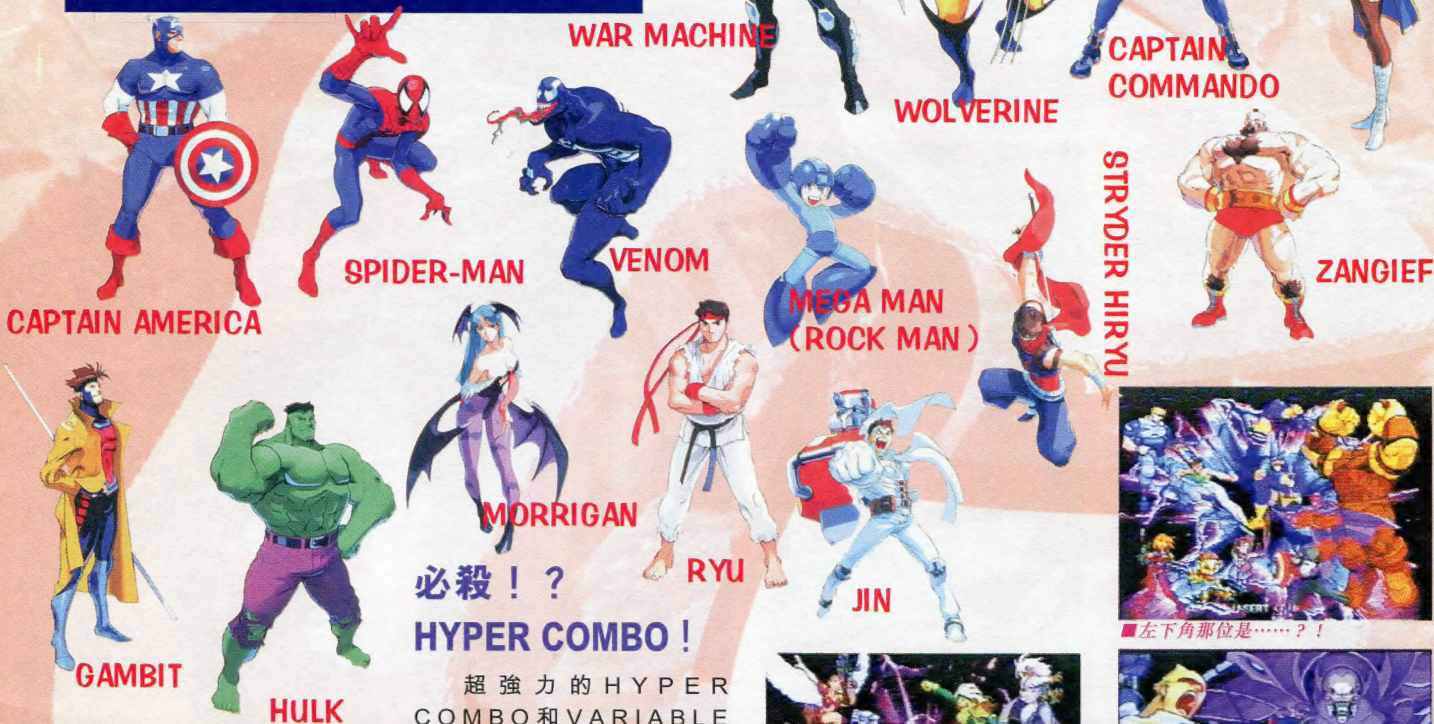 WAR MACHINE
CAPTAIN
COMMANDO
WOLVERINE
STRYDER HIRYU
SPIDER-MAN
VENOM
ZANGIEF
MEGA MAN
(ROCK MAN)
CAPTAIN AMERICA
MORRIGAN
RYU
JIN
GAMBIT
HULK
必殺！？
HYPER COMBO！
超強力的HYPER
COMBO和VARIABLE
INSERT
■左下角那位是……？！